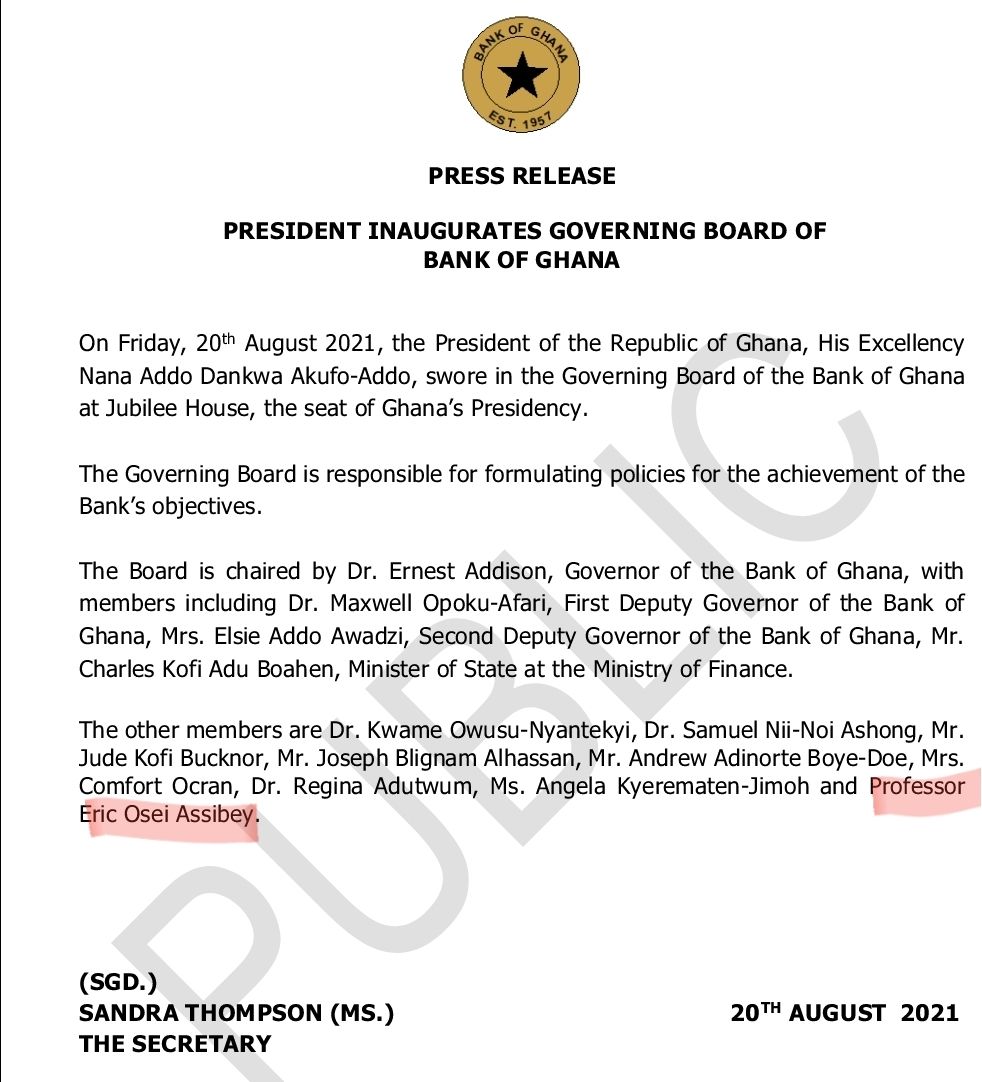 BANK OF GHANA
EST. 1957
PRESS RELEASE
PRESIDENT INAUGURATES GOVERNING BOARD OF
BANK OF GHANA
On Friday, 20th August 2021, the President of the Republic of Ghana, His Excellency
Nana Addo Dankwa Akufo-Addo, swore in the Governing Board of the Bank of Ghana
at Jubilee House, the seat of Ghana’s Presidency.
The Governing Board is responsible for formulating policies for the achievement of the
Bank’s objectives.
The Board is chaired by Dr. Ernest Addison, Governor of the Bank of Ghana, with
members including Dr. Maxwell Opoku-Afari, First Deputy Governor of the Bank of
Ghana, Mrs. Elsie Addo Awadzi, Second Deputy Governor of the Bank of Ghana, Mr.
Charles Kofi Adu Boahen, Minister of State at the Ministry of Finance.
The other members are Dr. Kwame Owusu-Nyantekyi, Dr. Samuel Nii-Noi Ashong, Mr.
Jude Kofi Bucknor, Mr. Joseph Blignam Alhassan, Mr. Andrew Adinorte Boye-Doe, Mrs.
Comfort Ocran, Dr. Regina Adutwum, Ms. Angela Kyerematen-Jimoh and Professor
Eric Osei Assibey.
PUBLIC
(SGD.)
SANDRA THOMPSON (MS.) 20TH AUGUST 2021
THE SECRETARY